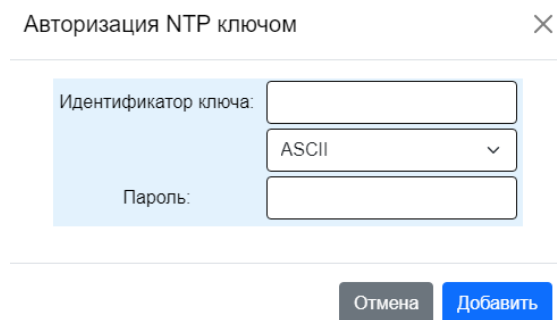 Авторизация NTP ключом
Идентификатор ключа:
ASCII
Пароль:
Отмена
Добавить